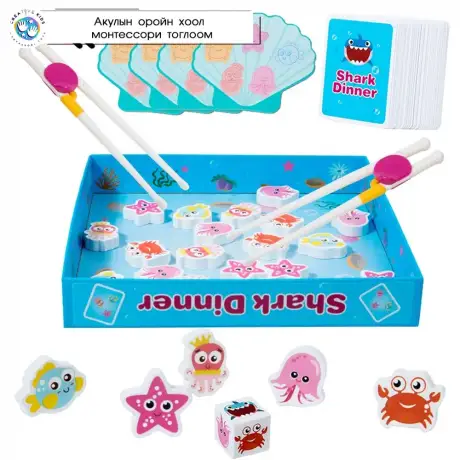 Акулын оройн хоол
монтессори тоглоом
Shark
Dinner
Shark Dinner